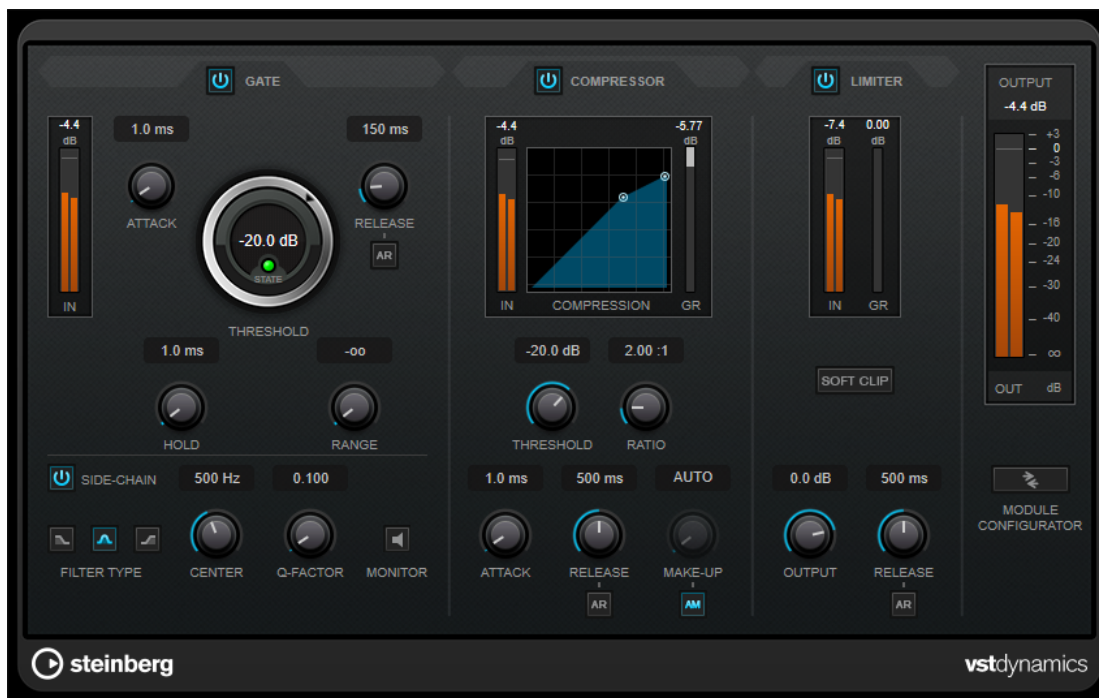 GATE
COMPRESSOR
LIMITER
OUTPUT
-4.4 dB
-4.4
dB
IN
1.0 ms
ATTACK
150 ms
RELEASE
AR
-20.0 dB
STATE
THRESHOLD
1.0 ms
HOLD
-oo
RANGE
SIDE-CHAIN
500 Hz
0.100
FILTER TYPE
CENTER
Q-FACTOR
MONITOR
-4.4
dB
-5.77
dB
IN
COMPRESSION
GR
-20.0 dB
2.00 :1
THRESHOLD
RATIO
1.0 ms
500 ms
AUTO
ATTACK
RELEASE
MAKE-UP
AR
AM
-7.4
dB
0.00
dB
IN
GR
SOFT CLIP
0.0 dB
500 ms
OUTPUT
RELEASE
AR
+3
0
-3
-6
-10
-16
-20
-24
-30
-40
oo
OUT
dB
MODULE
CONFIGURATOR
steinberg
vstdynamics